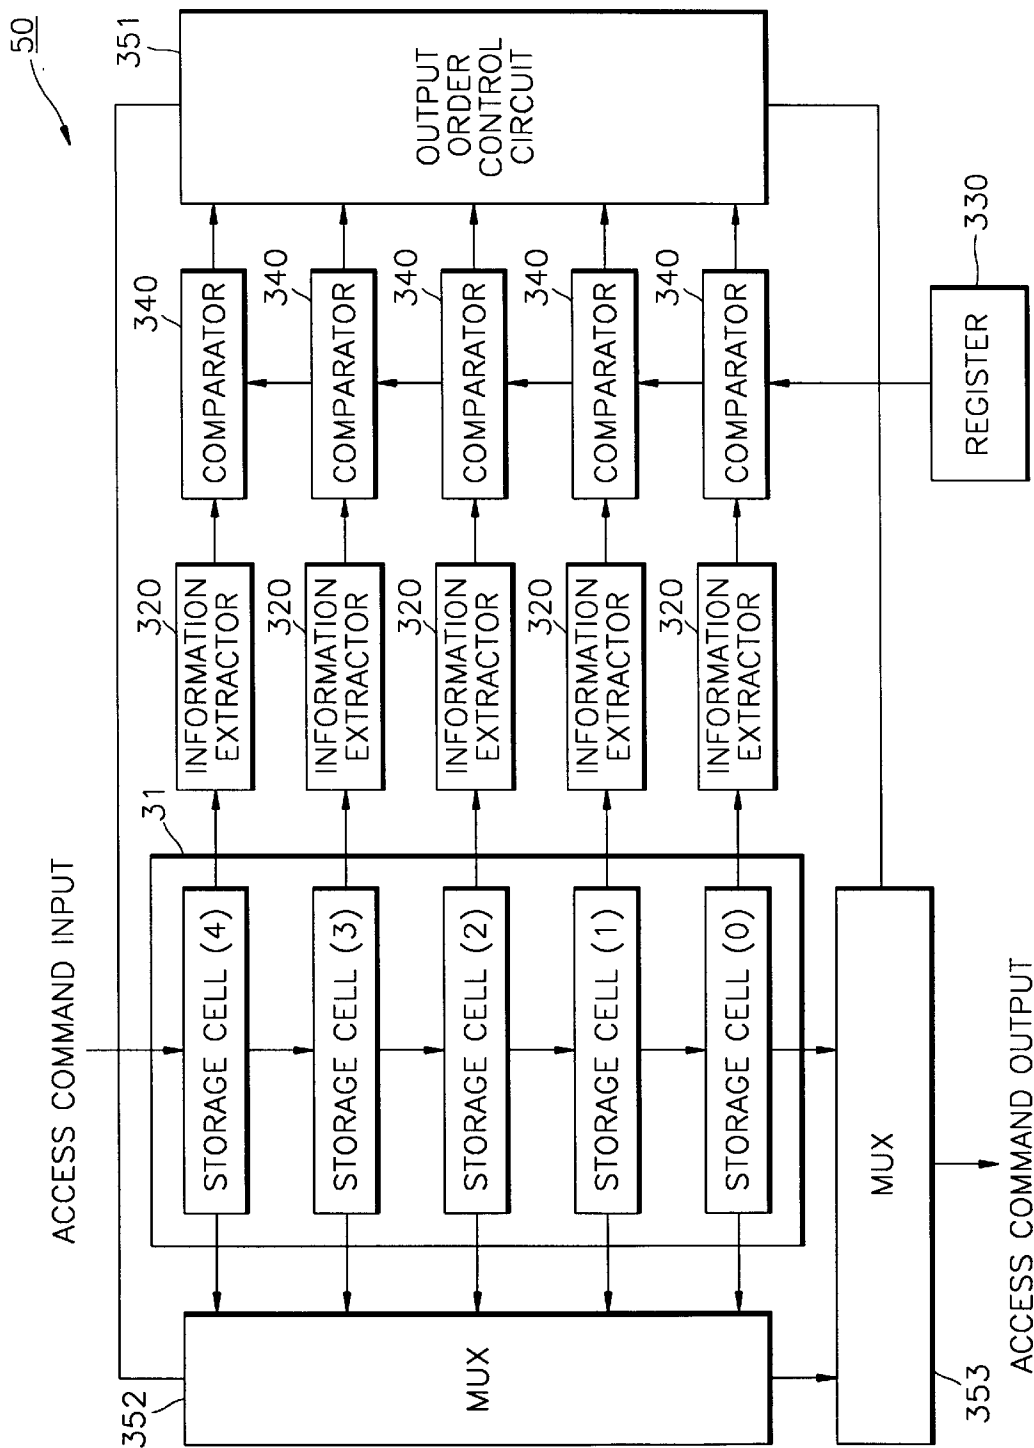 50
ACCESS COMMAND INPUT
31
320
340
351
STORAGE CELL (4)
INFORMATION
EXTRACTOR
COMPARATOR
320
340
STORAGE CELL (3)
INFORMATION
EXTRACTOR
COMPARATOR
352
MUX
320
340
STORAGE CELL (2)
INFORMATION
EXTRACTOR
COMPARATOR
OUTPUT
ORDER
CONTROL
CIRCUIT
320
340
STORAGE CELL (1)
INFORMATION
EXTRACTOR
COMPARATOR
320
340
STORAGE CELL (0)
INFORMATION
EXTRACTOR
COMPARATOR
MUX
353
330
REGISTER
ACCESS COMMAND OUTPUT